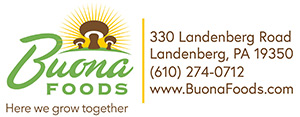 Buona
FOODS
Here we grow together
330 Landenberg Road
Landenberg, PA 19350
(610) 274-0712
www.BuonaFoods.com